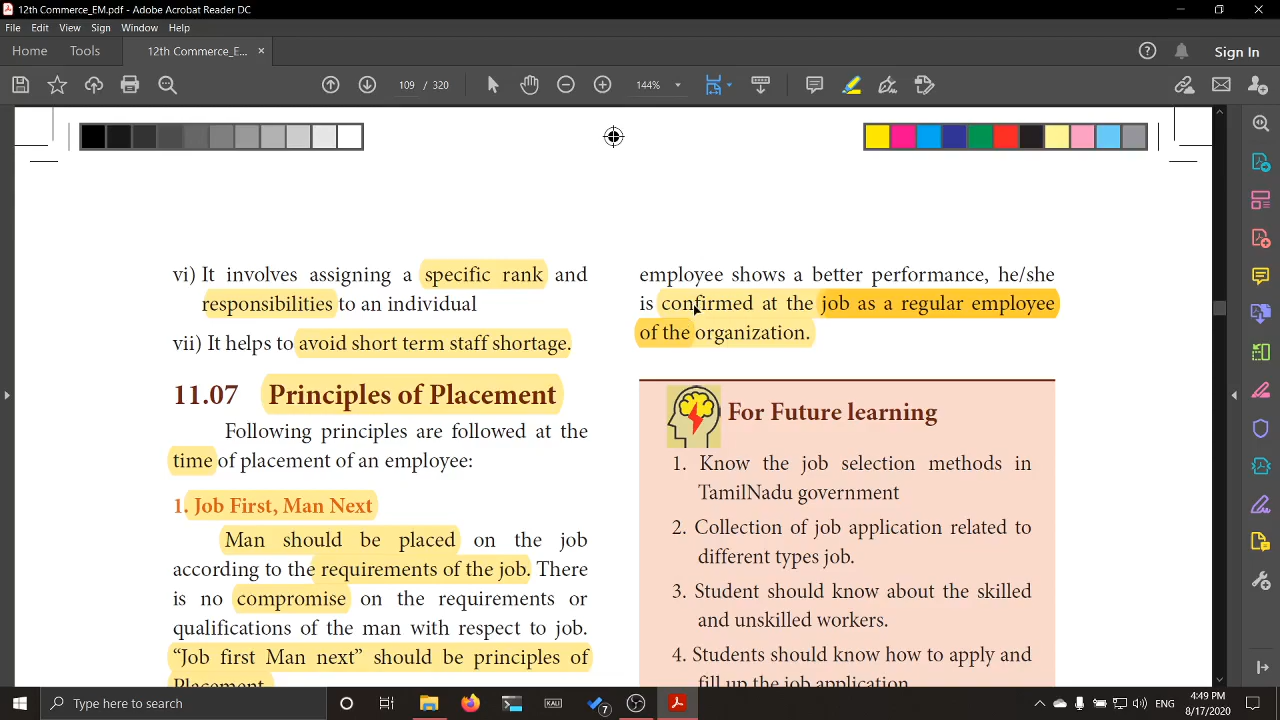 12th Commerce_EM.pdf - Adobe Acrobat Reader DC
File Edit View Sign Window Help
Home Tools 12th Commerce_E... × Sign In
109 / 320 144%
vi) It involves assigning a specific rank and
responsibilities to an individual
vii) It helps to avoid short term staff shortage.
11.07 Principles of Placement
Following principles are followed at the
time of placement of an employee:
1. Job First, Man Next
Man should be placed on the job
according to the requirements of the job. There
is no compromise on the requirements or
qualifications of the man with respect to job.
“Job first Man next” should be principles of
Placement.
employee shows a better performance, he/she
is confirmed at the job as a regular employee
of the organization.
For Future learning
1. Know the job selection methods in
TamilNadu government
2. Collection of job application related to
different types job.
3. Student should know about the skilled
and unskilled workers.
4. Students should know how to apply and
fill up the job application
Type here to search
KALI
7
ENG
4:49 PM
8/17/2020